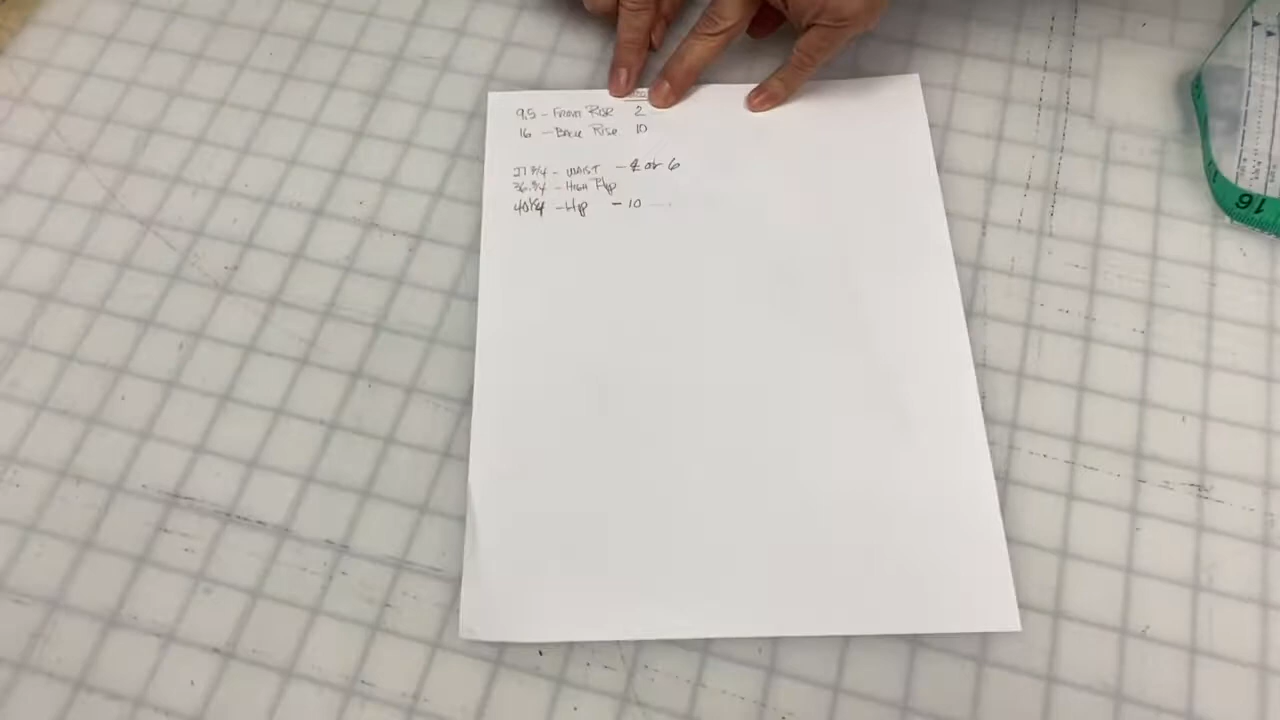 9.5 - FRONT RISE 2
16 - BACK RISE 10
27 3/4 - WAIST - 4 or 6
36.3/4 - HIGH Hip
40 1/4 - Hip - 10
16